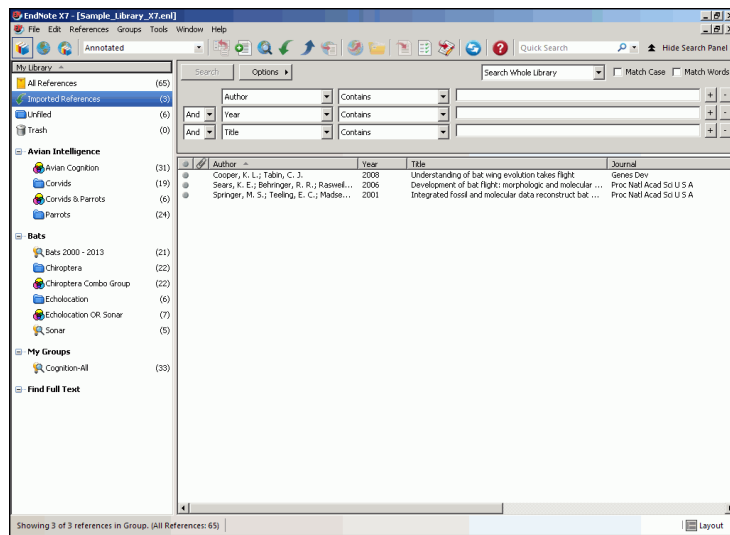 EndNote X7 - [Sample_Library_X7.enl]
File Edit References Groups Tools Window Help
Annotated
Quick Search
Hide Search Panel
My Library
All References (65)
Imported References (3)
Unfiled (6)
Trash (0)
Avian Intelligence
Avian Cognition (31)
Corvids (19)
Corvids & Parrots (6)
Parrots (24)
Bats
Bats 2000 - 2013 (21)
Chiroptera (22)
Chiroptera Combo Group (22)
Echolocation (6)
Echolocation OR Sonar (7)
Sonar (5)
My Groups
Cognition-All (33)
Find Full Text
Search Options Search Whole Library Match Case Match Words
Author Contains + -
And Year Contains + -
And Title Contains + -
Author Year Title Journal
Cooper, K. L.; Tabin, C. J. 2008 Understanding of bat wing evolution takes flight Genes Dev
Sears, K. E.; Behringer, R. R.; Rasweil... 2006 Development of bat flight: morphologic and molecular ... Proc Natl Acad Sci U S A
Springer, M. S.; Teeling, E. C.; Madse... 2001 Integrated fossil and molecular data reconstruct bat ... Proc Natl Acad Sci U S A
Showing 3 of 3 references in Group. (All References: 65)
Layout